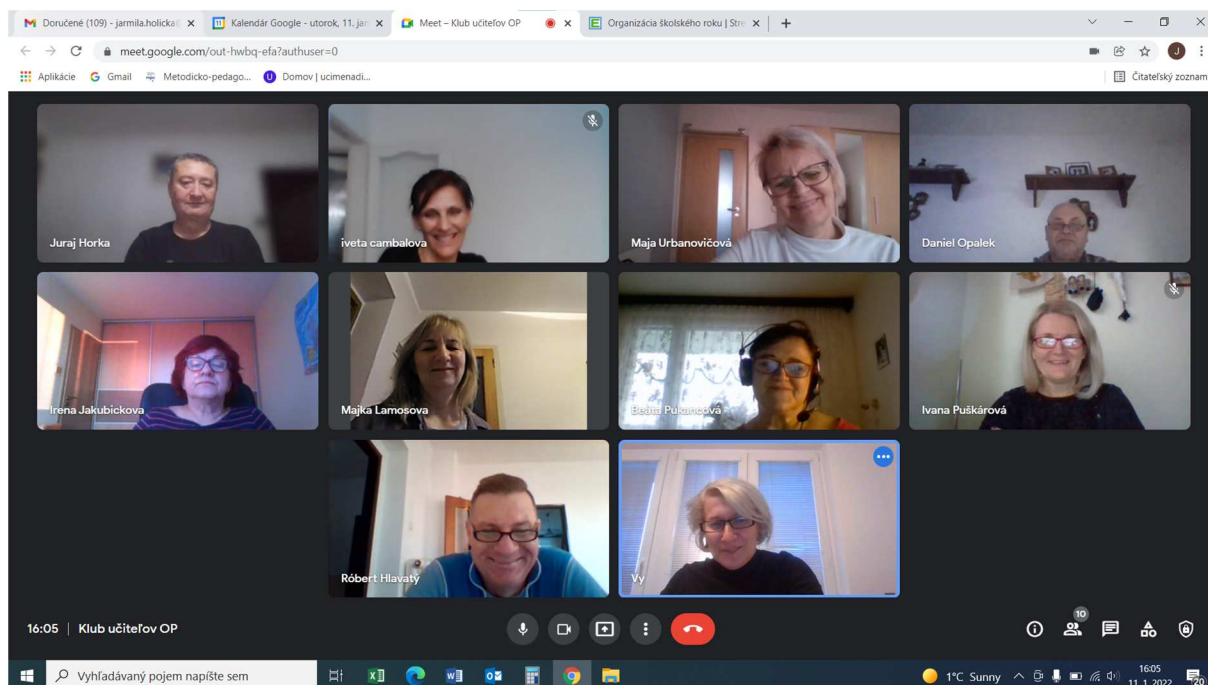 Doručené (109) - jarmila.holicka
Kalendár Google - utorok, 11. jan
Meet – Klub učiteľov OP
Organizácia školského roku | Stre
meet.google.com/out-hwbq-efa?authuser=0
J
Aplikácie
Gmail
Metodicko-pedago...
Domov | ucimenadi...
Čitateľský zoznam
Juraj Horka
iveta cambalova
Maja Urbanovičová
Daniel Opalek
Irena Jakubickova
Majka Lamosova
Beáta Pukancová
Ivana Puškárová
Róbert Hlavatý
Vy
16:05 | Klub učiteľov OP
10
Vyhľadávaný pojem napíšte sem
1°C Sunny
16:05
11. 1. 2022
20